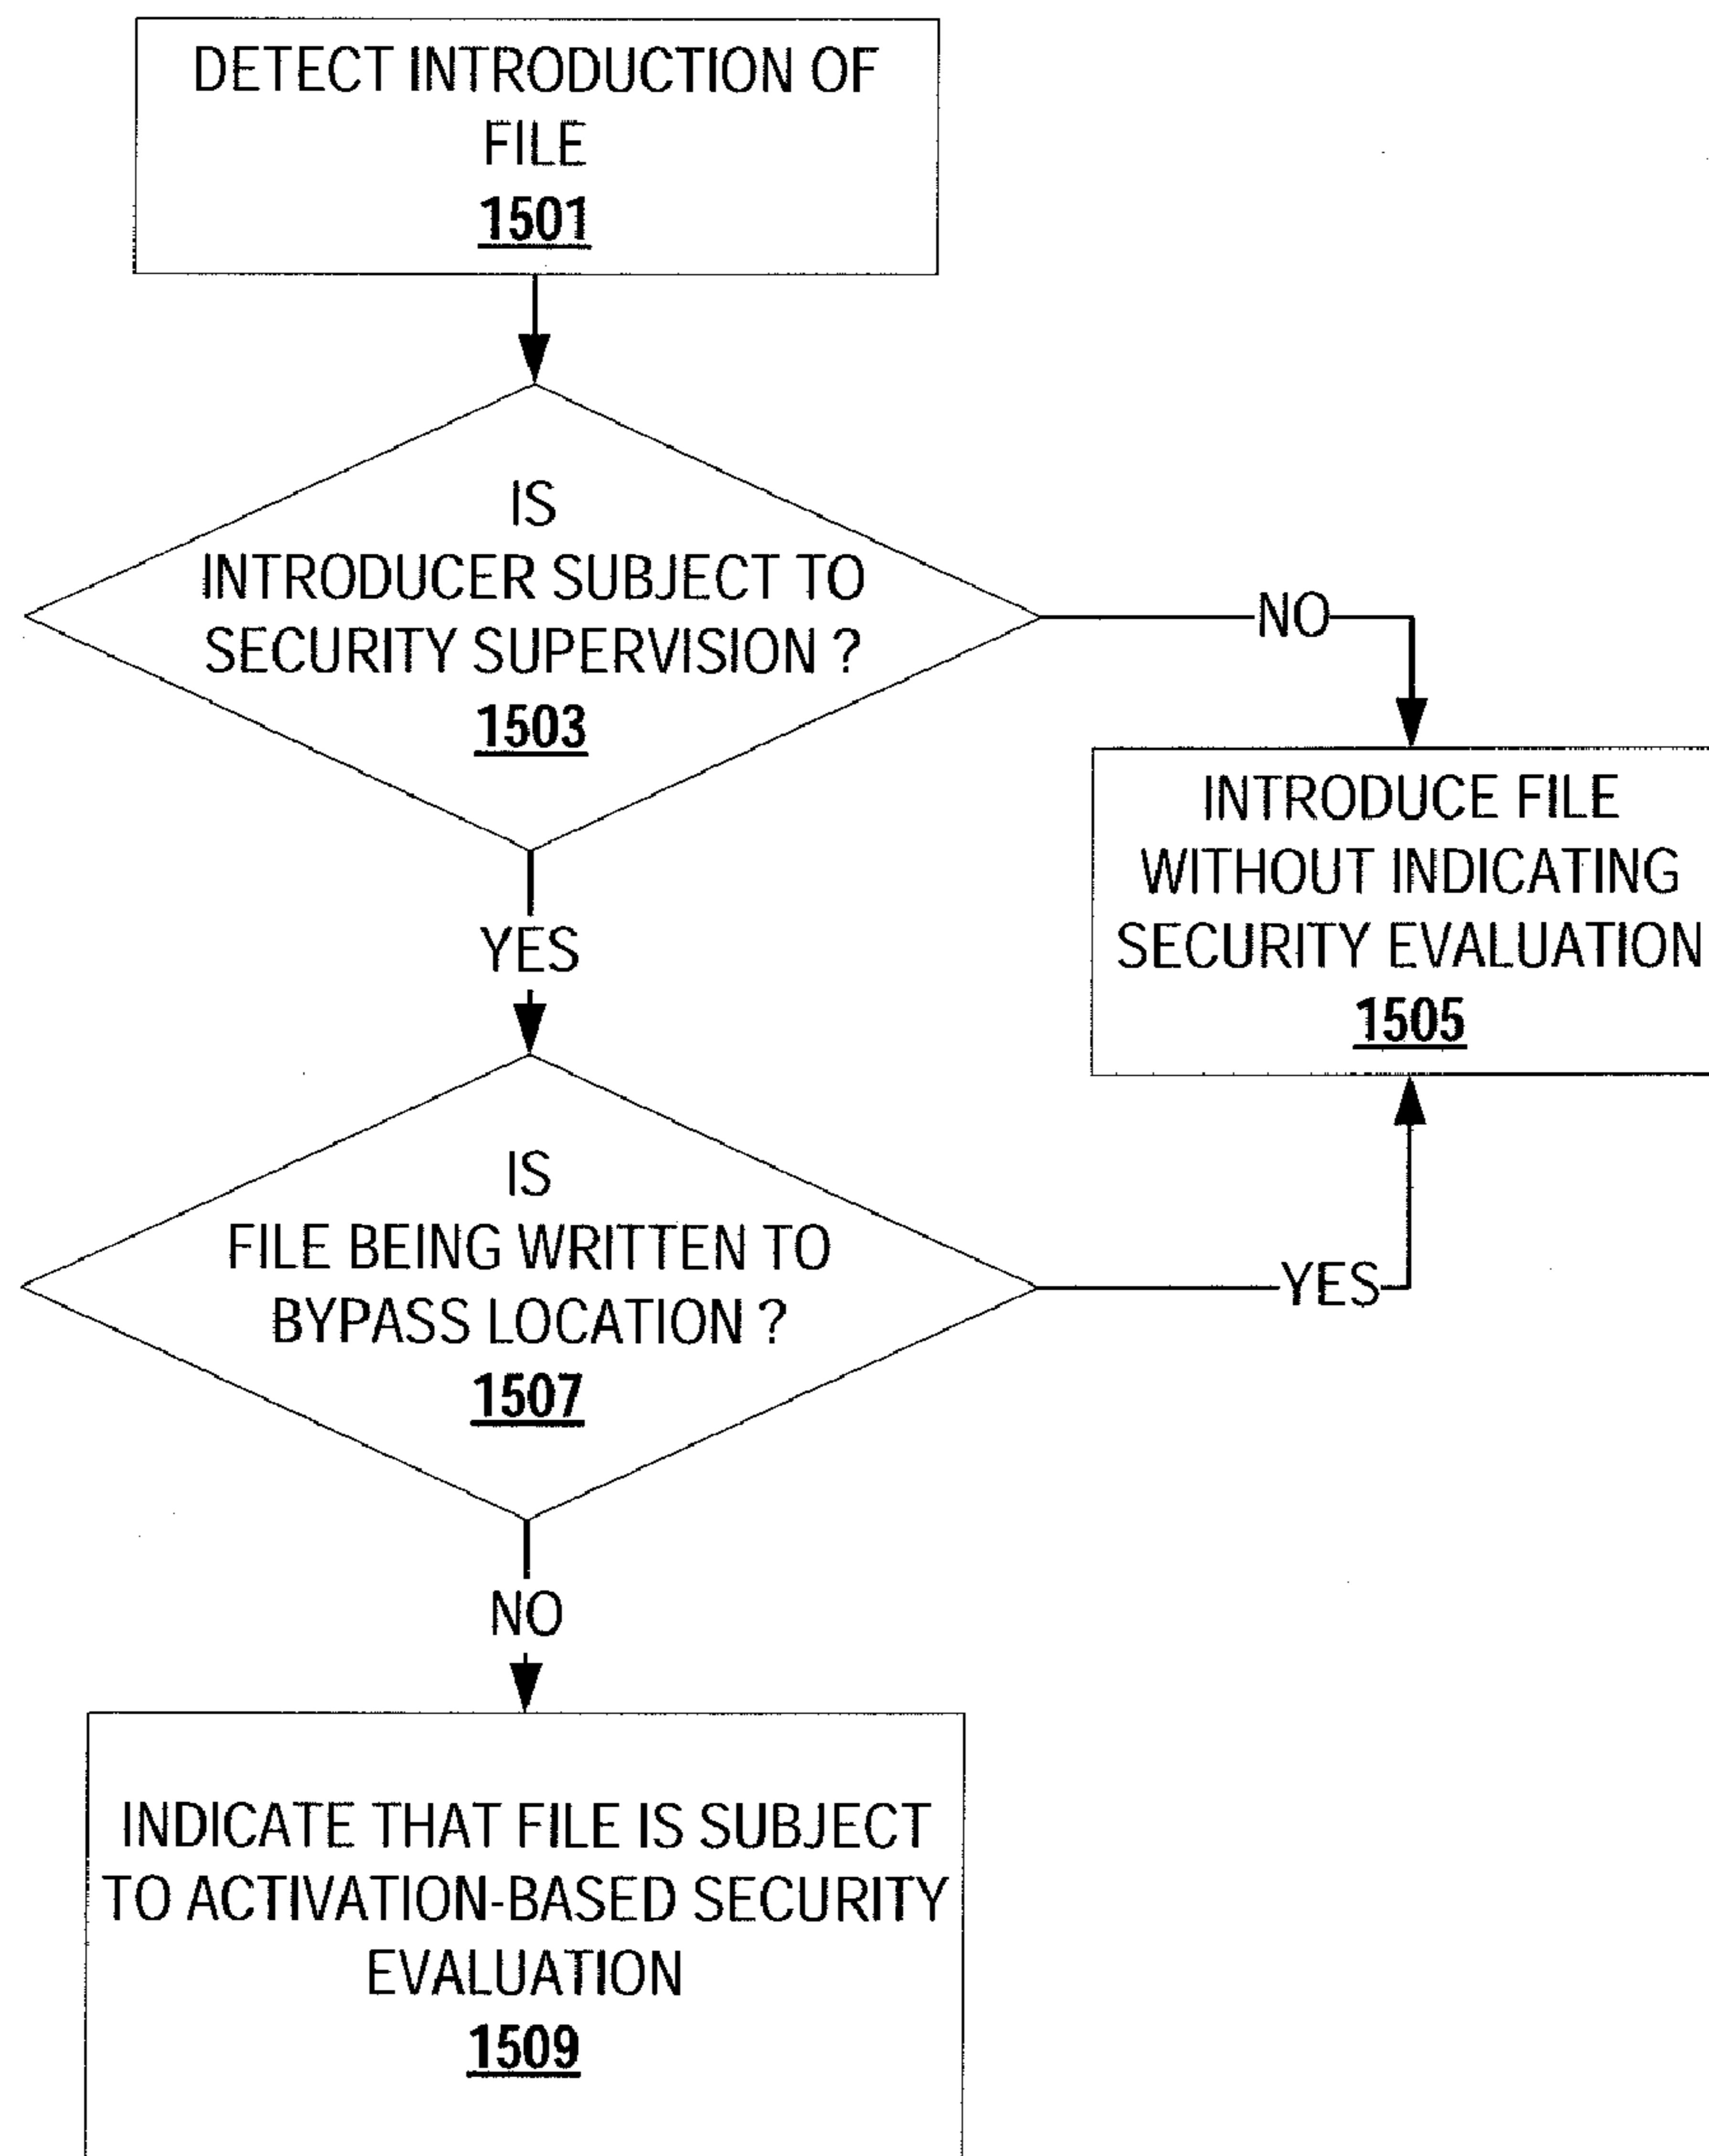 DETECT INTRODUCTION OF
FILE
1501
IS
INTRODUCER SUBJECT TO
SECURITY SUPERVISION ?
1503
NO
INTRODUCE FILE
WITHOUT INDICATING
SECURITY EVALUATION
1505
YES
IS
FILE BEING WRITTEN TO
BYPASS LOCATION ?
1507
YES
NO
INDICATE THAT FILE IS SUBJECT
TO ACTIVATION-BASED SECURITY
EVALUATION
1509